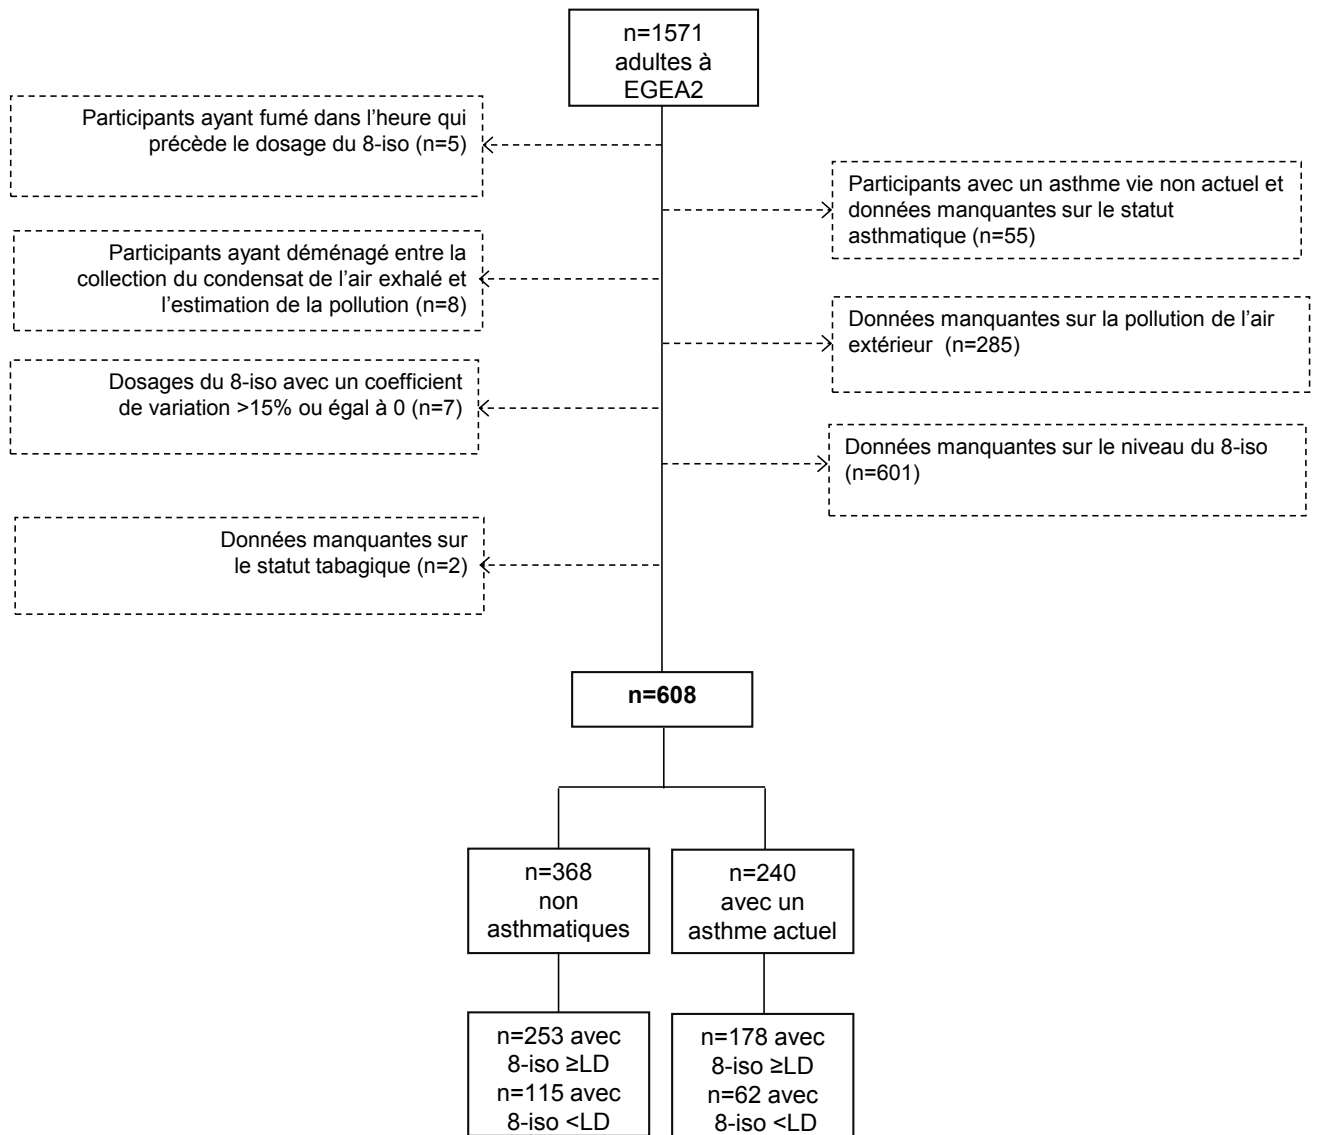 n=1571
adultes à
EGEA2
Participants ayant fumé dans l’heure qui
précède le dosage du 8-iso (n=5)
Participants avec un asthme vie non actuel et
données manquantes sur le statut
asthmatique (n=55)
Participants ayant déménagé entre la
collection du condensat de l’air exhalé et
l’estimation de la pollution (n=8)
Données manquantes sur la pollution de l’air
extérieur (n=285)
Dosages du 8-iso avec un coefficient
de variation >15% ou égal à 0 (n=7)
Données manquantes sur le niveau du 8-iso
(n=601)
Données manquantes sur
le statut tabagique (n=2)
n=608
n=368
non
asthmatiques
n=240
avec un
asthme actuel
n=253 avec
8-iso ≥LD
n=115 avec
8-iso <LD
n=178 avec
8-iso ≥LD
n=62 avec
8-iso <LD